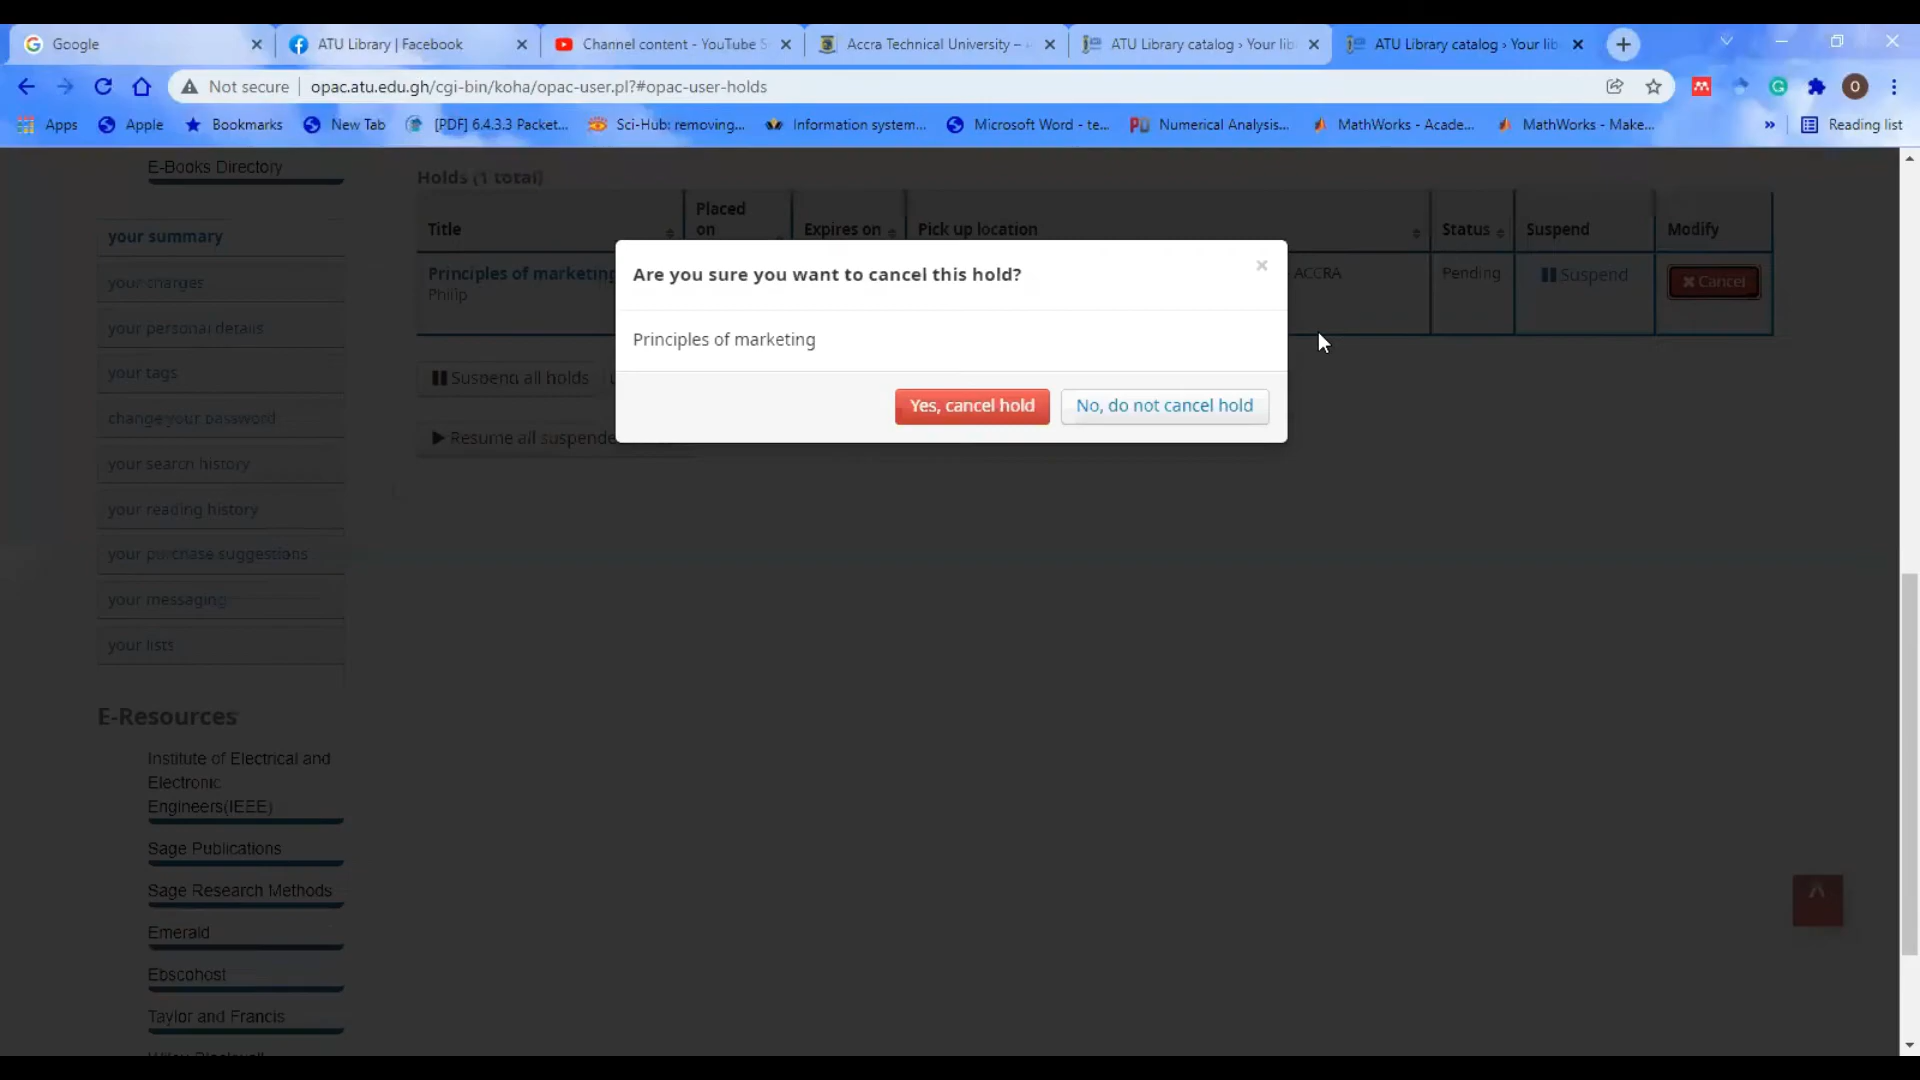 Google
ATU Library | Facebook
Channel content - YouTube S
Accra Technical University –
ATU Library catalog › Your lib
ATU Library catalog › Your lib
Not secure
opac.atu.edu.gh/cgi-bin/koha/opac-user.pl?#opac-user-holds
O
Apps
Apple
Bookmarks
New Tab
[PDF] 6.4.3.3 Packet...
Sci-Hub: removing...
Information system...
Microsoft Word - te...
Numerical Analysis...
MathWorks - Acade...
MathWorks - Make...
»
Reading list
E-Books Directory
your summary
your charges
your personal details
your tags
change your password
your search history
your reading history
your purchase suggestions
your messaging
your lists
E-Resources
Institute of Electrical and
Electronic
Engineers(IEEE)
Sage Publications
Sage Research Methods
Emerald
Ebscohost
Taylor and Francis
Holds (1 total)
Title
Placed
on
Expires on
Pick up location
Status
Suspend
Modify
Principles of marketing
Philip
ACCRA
Pending
Suspend
Cancel
Suspend all holds
Resume all suspende
Are you sure you want to cancel this hold?
×
Principles of marketing
Yes, cancel hold
No, do not cancel hold